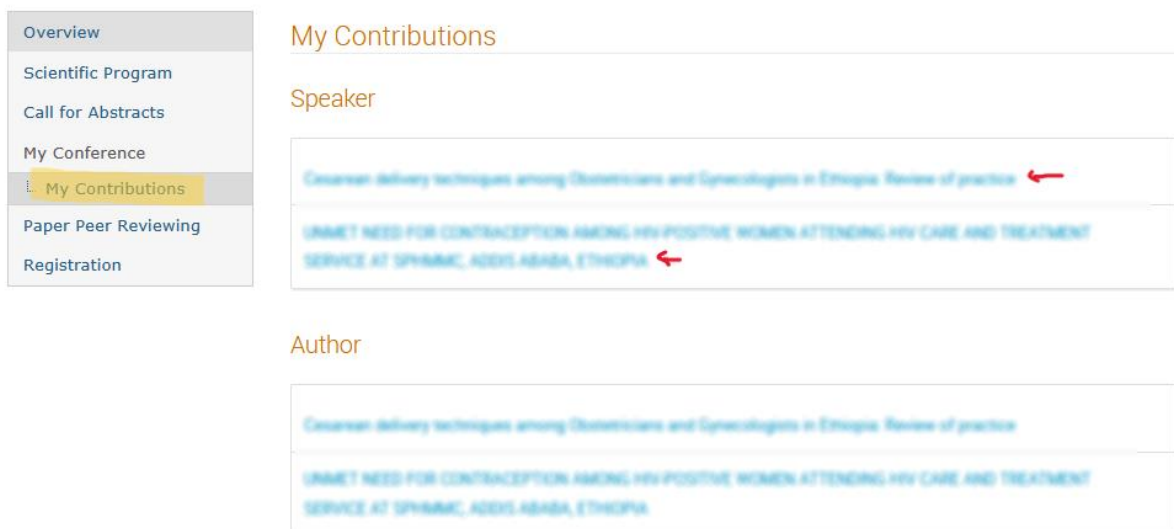 Overview
Scientific Program
Call for Abstracts
My Conference
My Contributions
Paper Peer Reviewing
Registration
My Contributions
Speaker
Cesarean delivery techniques among Obstetricians and Gynecologists in Ethiopia: Review of practice
UNMET NEED FOR CONTRACEPTION AMONG HIV-POSITIVE WOMEN ATTENDING HIV CARE AND TREATMENT
SERVICE AT SPHMMC, ADDIS ABABA, ETHIOPIA
Author
Cesarean delivery techniques among Obstetricians and Gynecologists in Ethiopia: Review of practice
UNMET NEED FOR CONTRACEPTION AMONG HIV-POSITIVE WOMEN ATTENDING HIV CARE AND TREATMENT
SERVICE AT SPHMMC, ADDIS ABABA, ETHIOPIA